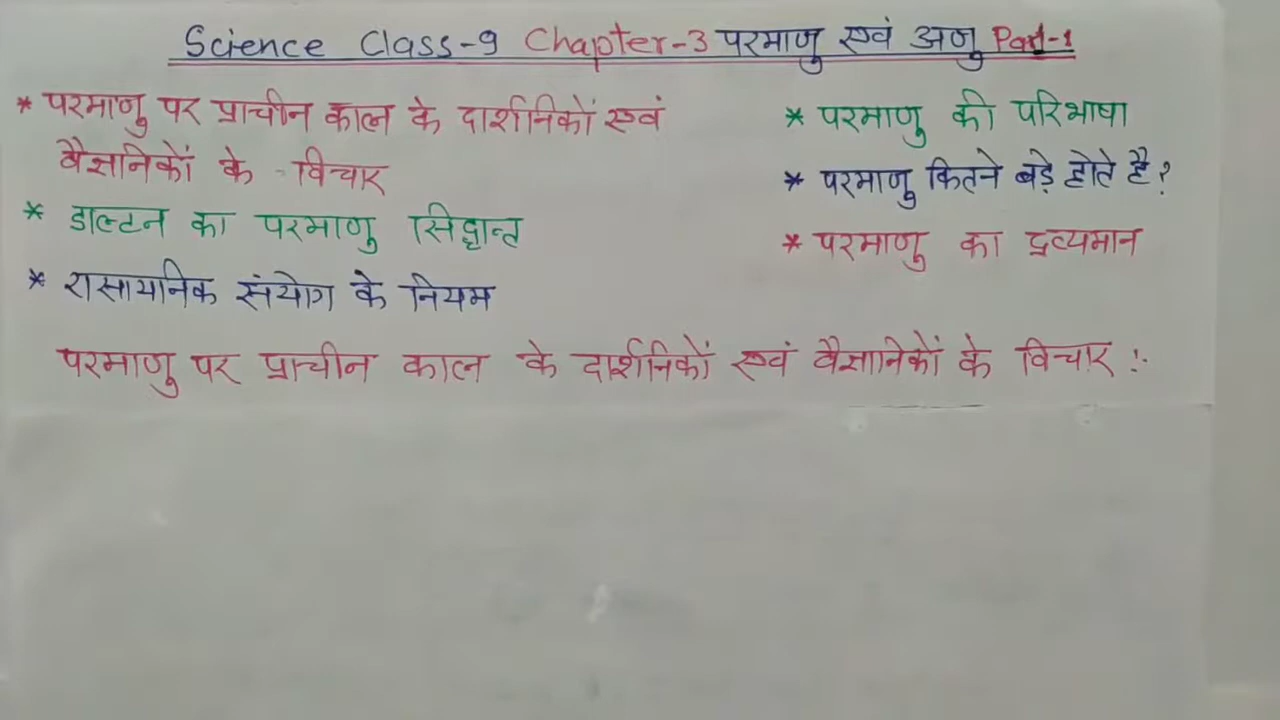 Science Class-9 Chapter-3 परमाणु एवं अणु Part-1
* परमाणु पर प्राचीन काल के दार्शनिकों एवं
वैज्ञानिकों के - विचार
* डाल्टन का परमाणु सिद्धान्त
* रासायनिक संयोग के नियम
* परमाणु की परिभाषा
* परमाणु कितने बड़े होते है?
* परमाणु का द्रव्यमान
परमाणु पर प्राचीन काल के दार्शनिकों एवं वैज्ञानिकों के विचार :-